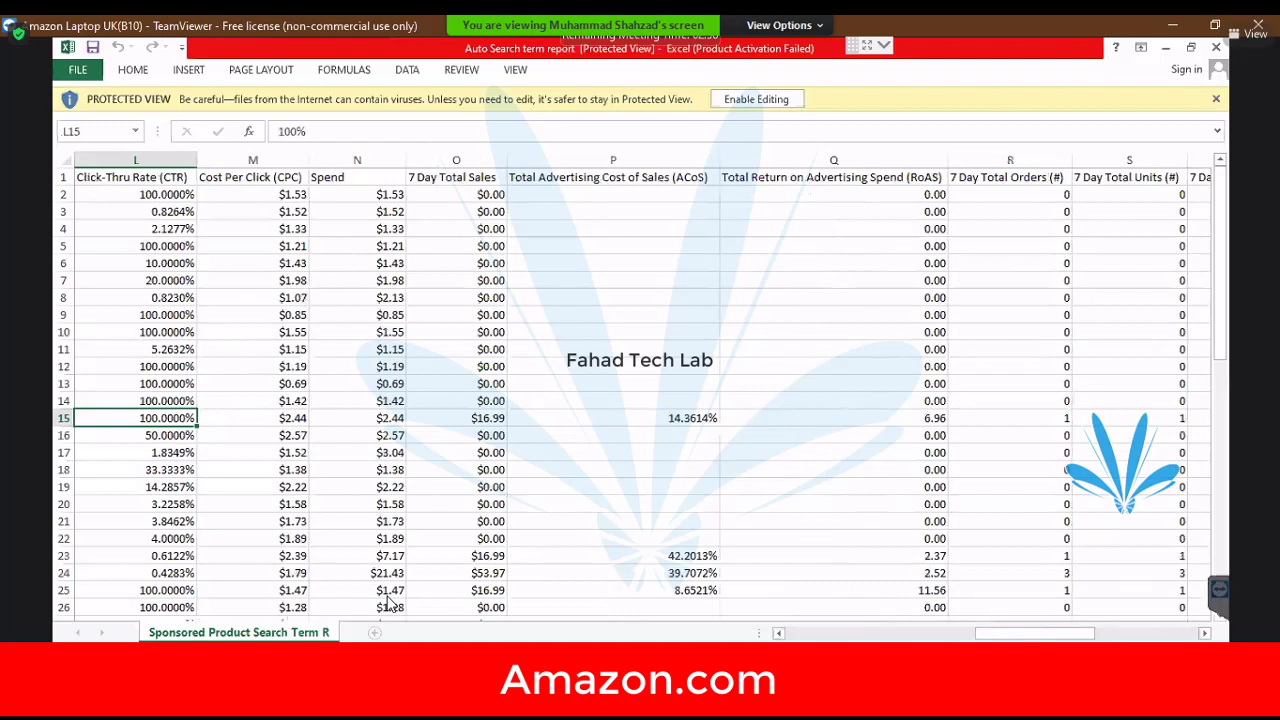 Amazon Laptop UK(B10) - TeamViewer - Free license (non-commercial use only)
You are viewing Muhammad Shahzad's screen
View Options
View
Auto Search term report [Protected View] - Excel (Product Activation Failed)
FILE HOME INSERT PAGE LAYOUT FORMULAS DATA REVIEW VIEW Sign in
PROTECTED VIEW Be careful—files from the Internet can contain viruses. Unless you need to edit, it's safer to stay in Protected View. Enable Editing
L15 fx 100%
L M N O P Q R S
1 Click-Thru Rate (CTR) Cost Per Click (CPC) Spend 7 Day Total Sales Total Advertising Cost of Sales (ACoS) Total Return on Advertising Spend (RoAS) 7 Day Total Orders (#) 7 Day Total Units (#) 7 Da
2 100.0000% $1.53 $1.53 $0.00 0.00 0 0
3 0.8264% $1.52 $1.52 $0.00 0.00 0 0
4 2.1277% $1.33 $1.33 $0.00 0.00 0 0
5 100.0000% $1.21 $1.21 $0.00 0.00 0 0
6 10.0000% $1.43 $1.43 $0.00 0.00 0 0
7 20.0000% $1.98 $1.98 $0.00 0.00 0 0
8 0.8230% $1.07 $2.13 $0.00 0.00 0 0
9 100.0000% $0.85 $0.85 $0.00 0.00 0 0
10 100.0000% $1.55 $1.55 $0.00 0.00 0 0
11 5.2632% $1.15 $1.15 $0.00 0.00 0 0
Fahad Tech Lab
12 100.0000% $1.19 $1.19 $0.00 0.00 0 0
13 100.0000% $0.69 $0.69 $0.00 0.00 0 0
14 100.0000% $1.42 $1.42 $0.00 0.00 0 0
15 100.0000% $2.44 $2.44 $16.99 14.3614% 6.96 1 1
16 50.0000% $2.57 $2.57 $0.00 0.00 0 0
17 1.8349% $1.52 $3.04 $0.00 0.00 0 0
18 33.3333% $1.38 $1.38 $0.00 0.00 0 0
19 14.2857% $2.22 $2.22 $0.00 0.00 0 0
20 3.2258% $1.58 $1.58 $0.00 0.00 0 0
21 3.8462% $1.73 $1.73 $0.00 0.00 0 0
22 4.0000% $1.89 $1.89 $0.00 0.00 0 0
23 0.6122% $2.39 $7.17 $16.99 42.2013% 2.37 1 1
24 0.4283% $1.79 $21.43 $53.97 39.7072% 2.52 3 3
25 100.0000% $1.47 $1.47 $16.99 8.6521% 11.56 1 1
26 100.0000% $1.28 $1.28 $0.00 0.00 0 0
Sponsored Product Search Term R
Amazon.com